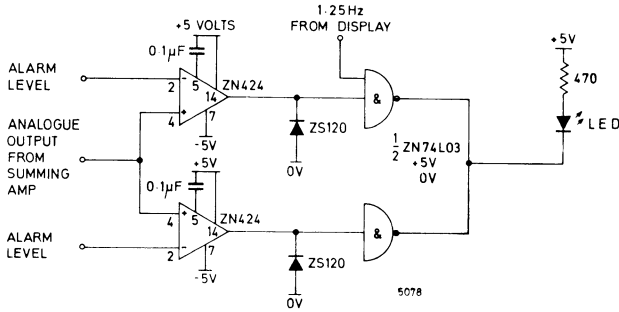 1.25Hz
FROM DISPLAY
+5 VOLTS
0.1µF
ALARM
LEVEL
2
-
5
14
ZN424
+
4
7
-5V
ZS120
0V
&
+5V
470
LED
1/2 ZN74L03
+5V
0V
ANALOGUE
OUTPUT
FROM
SUMMING
AMP
+5V
0.1µF
4
+
5
14
ZN424
-
2
7
-5V
ALARM
LEVEL
ZS120
0V
&
5078